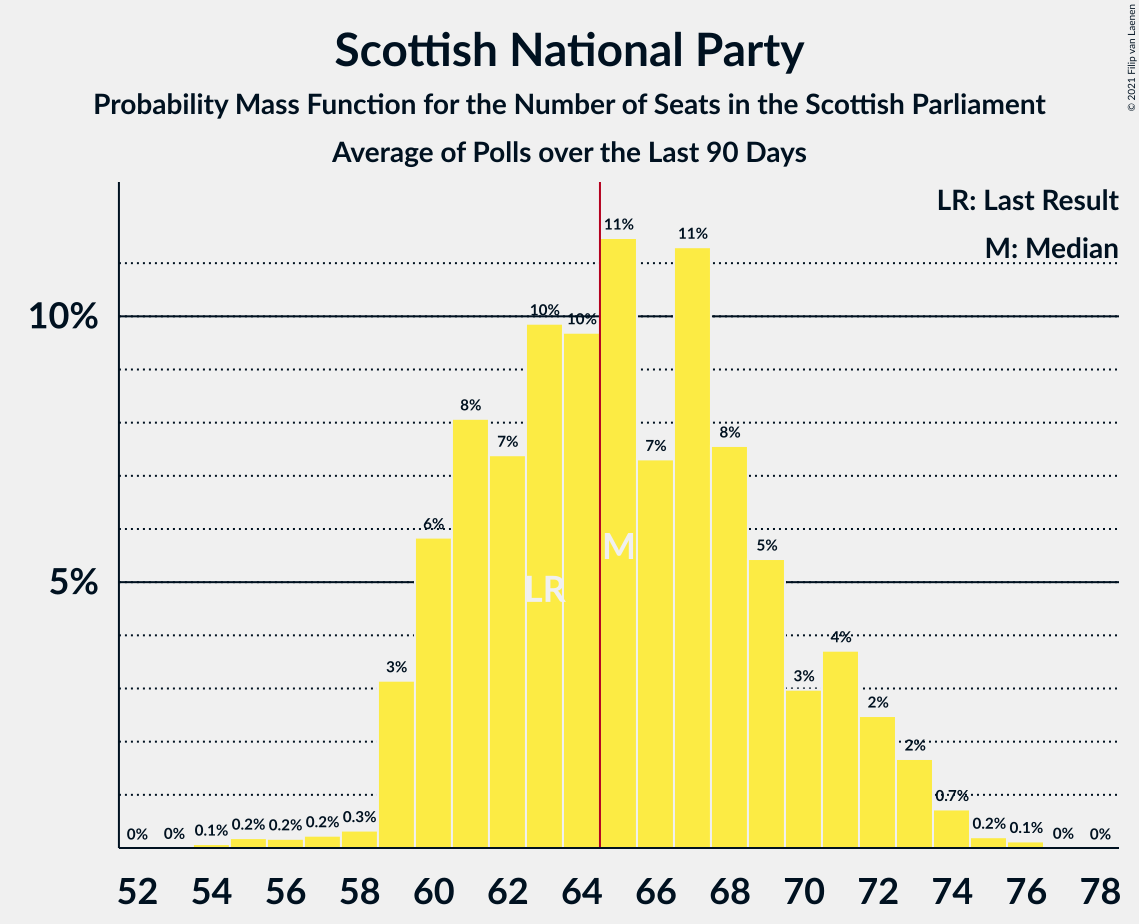 Scottish National Party
Probability Mass Function for the Number of Seats in the Scottish Parliament
Average of Polls over the Last 90 Days
© 2021 Filip van Laenen
LR: Last Result
M: Median
10%
5%
0% 0% 0.1% 0.2% 0.2% 0.2% 0.3% 3% 6% 8% 7% 10% 10% 11% 7% 11% 8% 5% 3% 4% 2% 2% 0.7% 0.2% 0.1% 0% 0%
LR M
52 54 56 58 60 62 64 66 68 70 72 74 76 78